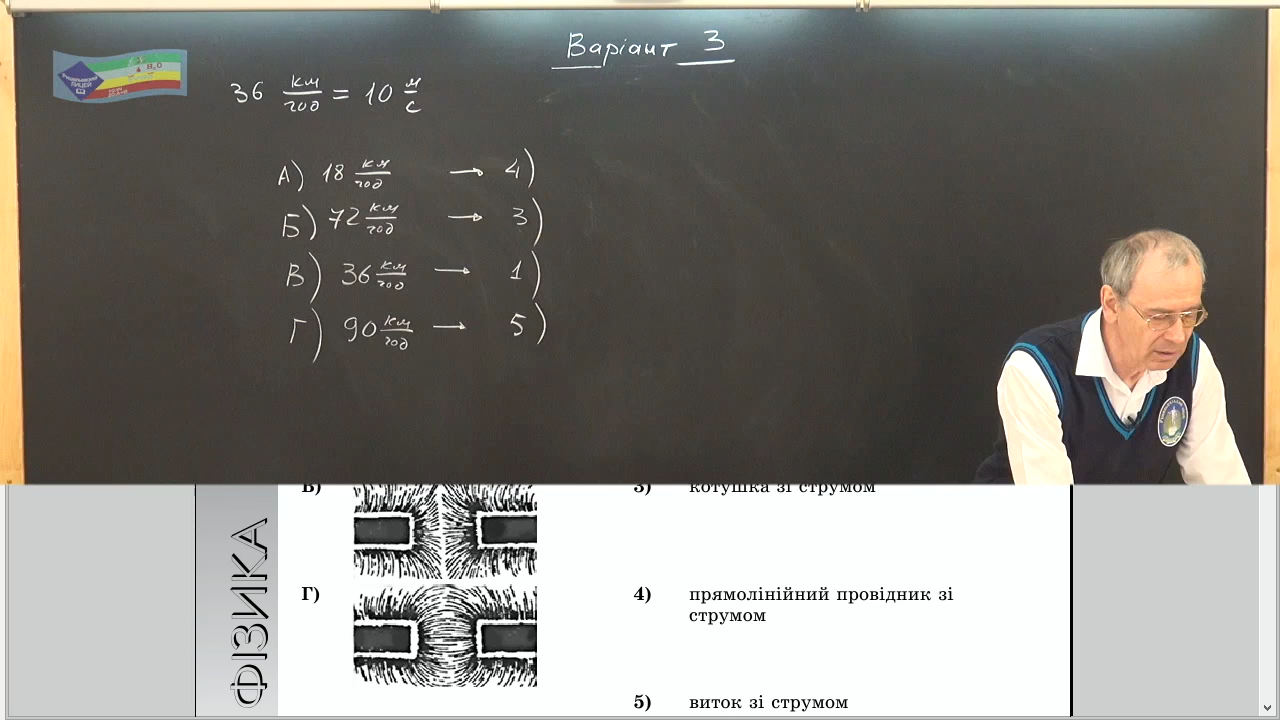 Варіант 3
36 км/год = 10 м/с
А) 18 км/год → 4)
Б) 72 км/год → 3)
В) 36 км/год → 1)
Г) 90 км/год → 5)
ФІЗИКА
В)
3) котушка зі струмом
Г)
4) прямолінійний провідник зі
струмом
5) виток зі струмом